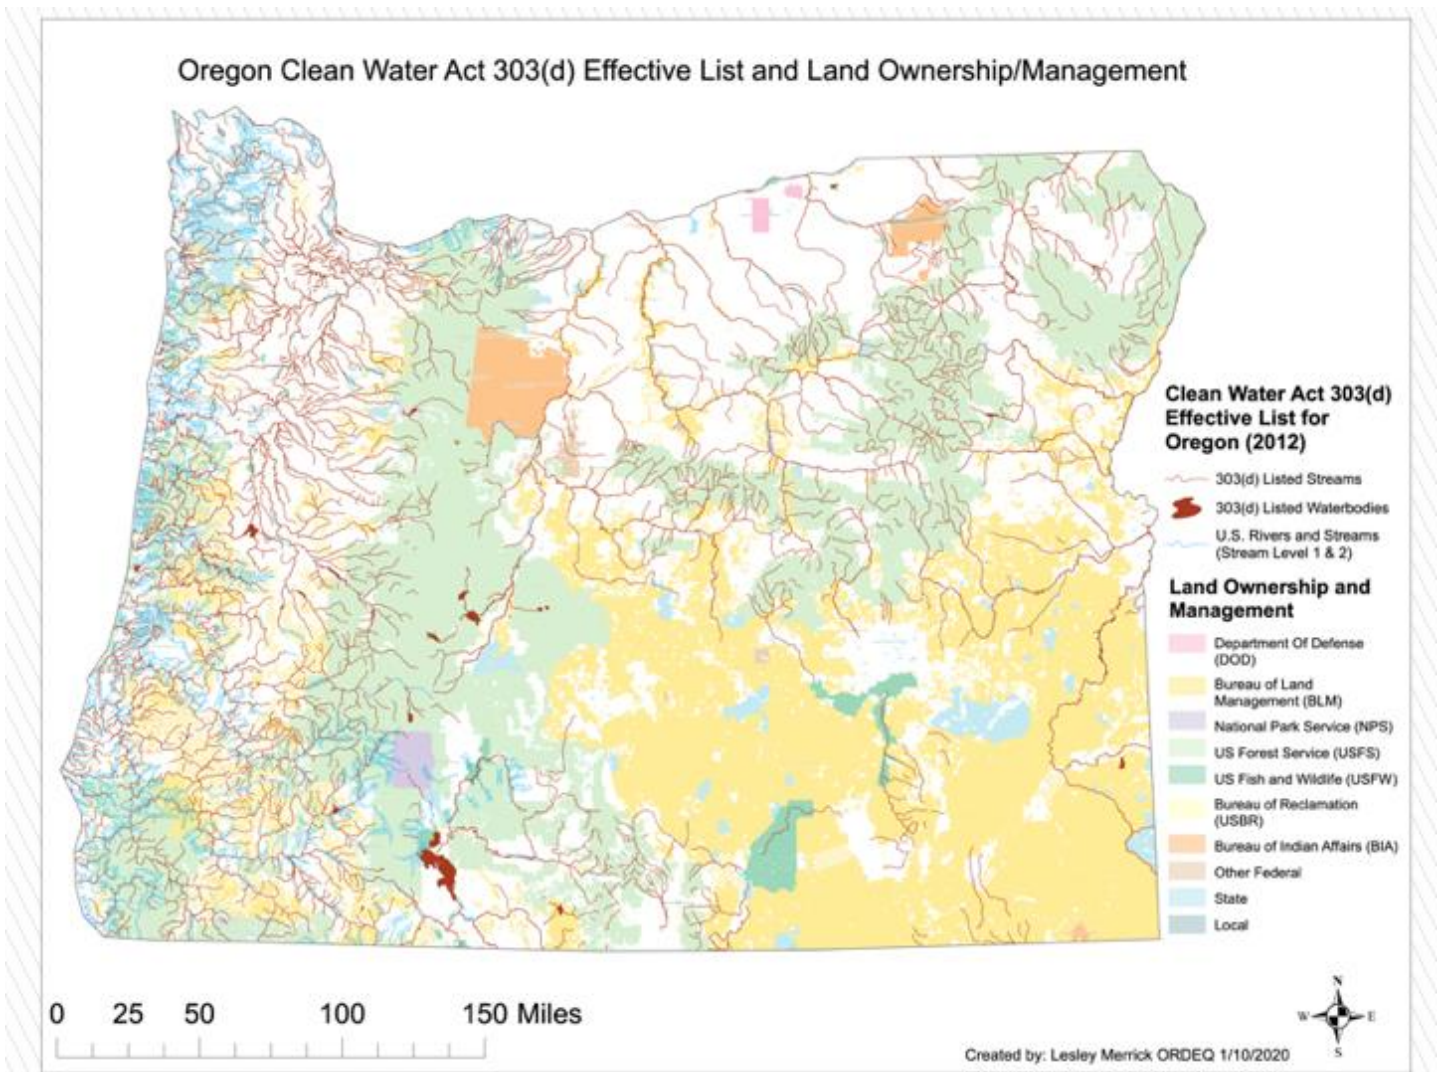 Oregon Clean Water Act 303(d) Effective List and Land Ownership/Management
Clean Water Act 303(d)
Effective List for
Oregon (2012)
303(d) Listed Streams
303(d) Listed Waterbodies
U.S. Rivers and Streams
(Stream Level 1 & 2)
Land Ownership and
Management
Department Of Defense
(DOD)
Bureau of Land
Management (BLM)
National Park Service (NPS)
US Forest Service (USFS)
US Fish and Wildlife (USFW)
Bureau of Reclamation
(USBR)
Bureau of Indian Affairs (BIA)
Other Federal
State
Local
0 25 50 100 150 Miles
N
W E
S
Created by: Lesley Merrick ORDEQ 1/10/2020